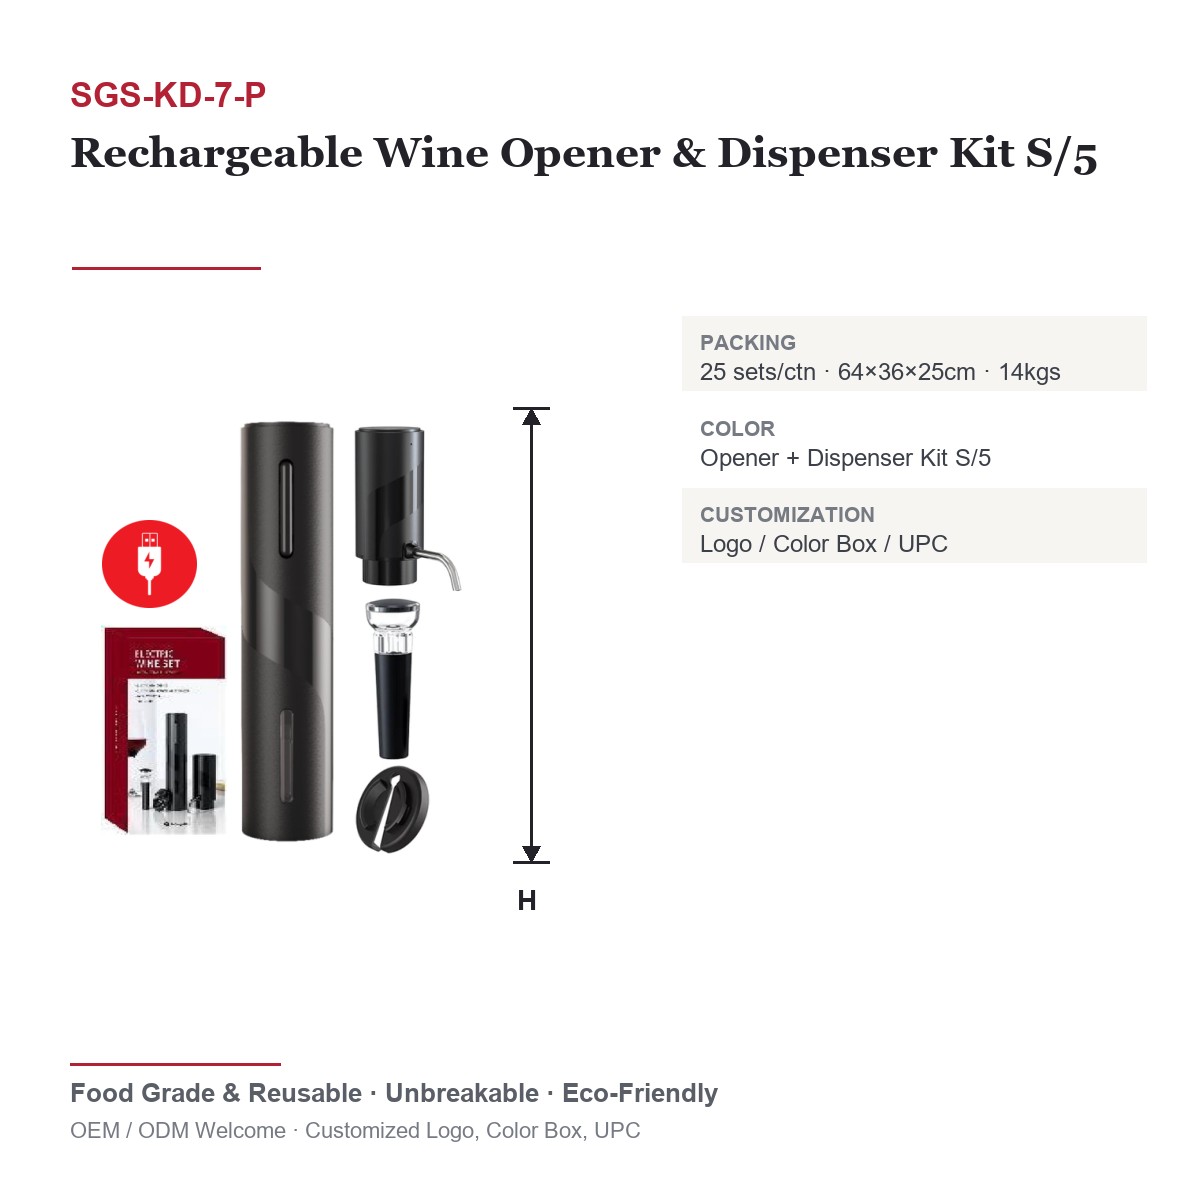 SGS-KD-7-P
Rechargeable Wine Opener & Dispenser Kit S/5
PACKING
25 sets/ctn · 64×36×25cm · 14kgs
COLOR
Opener + Dispenser Kit S/5
CUSTOMIZATION
Logo / Color Box / UPC
ELECTRIC
WINE SET
H
Food Grade & Reusable · Unbreakable · Eco-Friendly
OEM / ODM Welcome · Customized Logo, Color Box, UPC